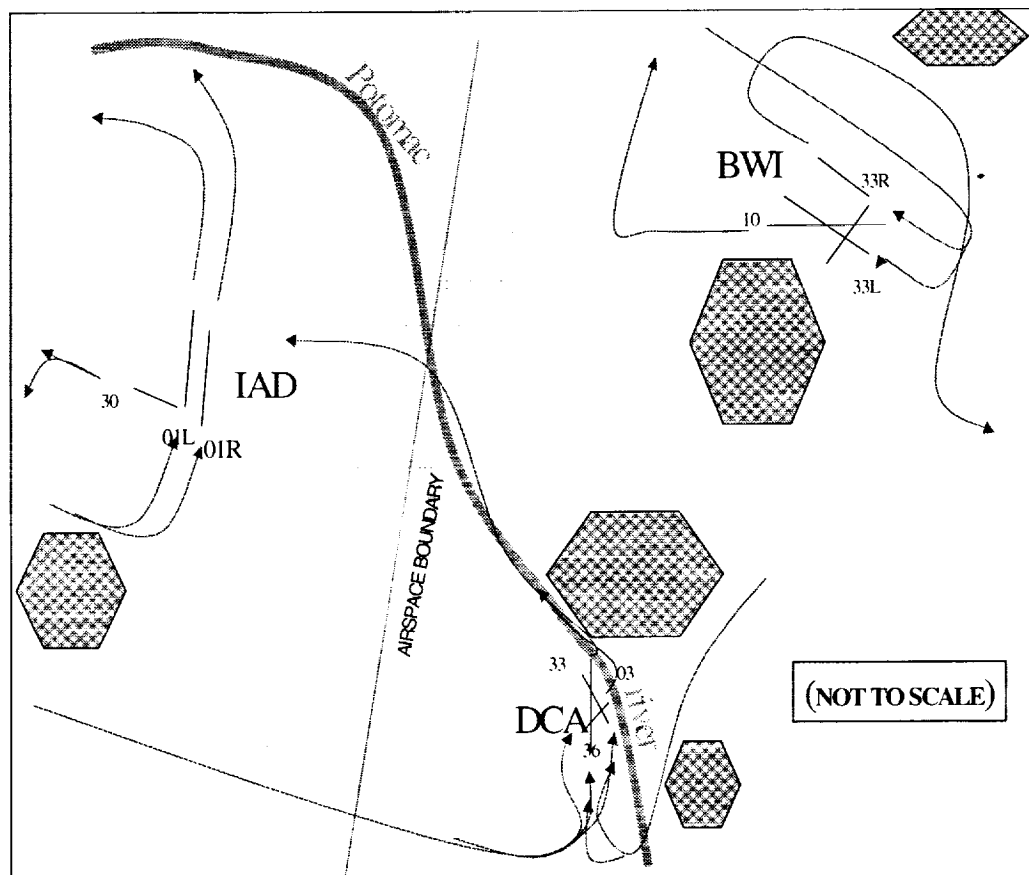 Potomac
BWI
33R
10
33L
IAD
30
01L
01R
AIRSPACE BOUNDARY
33
03
DCA
river
36
(NOT TO SCALE)